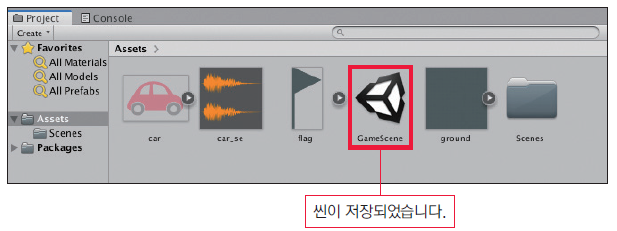 Project
Console
Create
Favorites
All Materials
All Models
All Prefabs
Assets
Scenes
Packages
Assets
car
car_se
flag
GameScene
ground
Scenes
씬이 저장되었습니다.